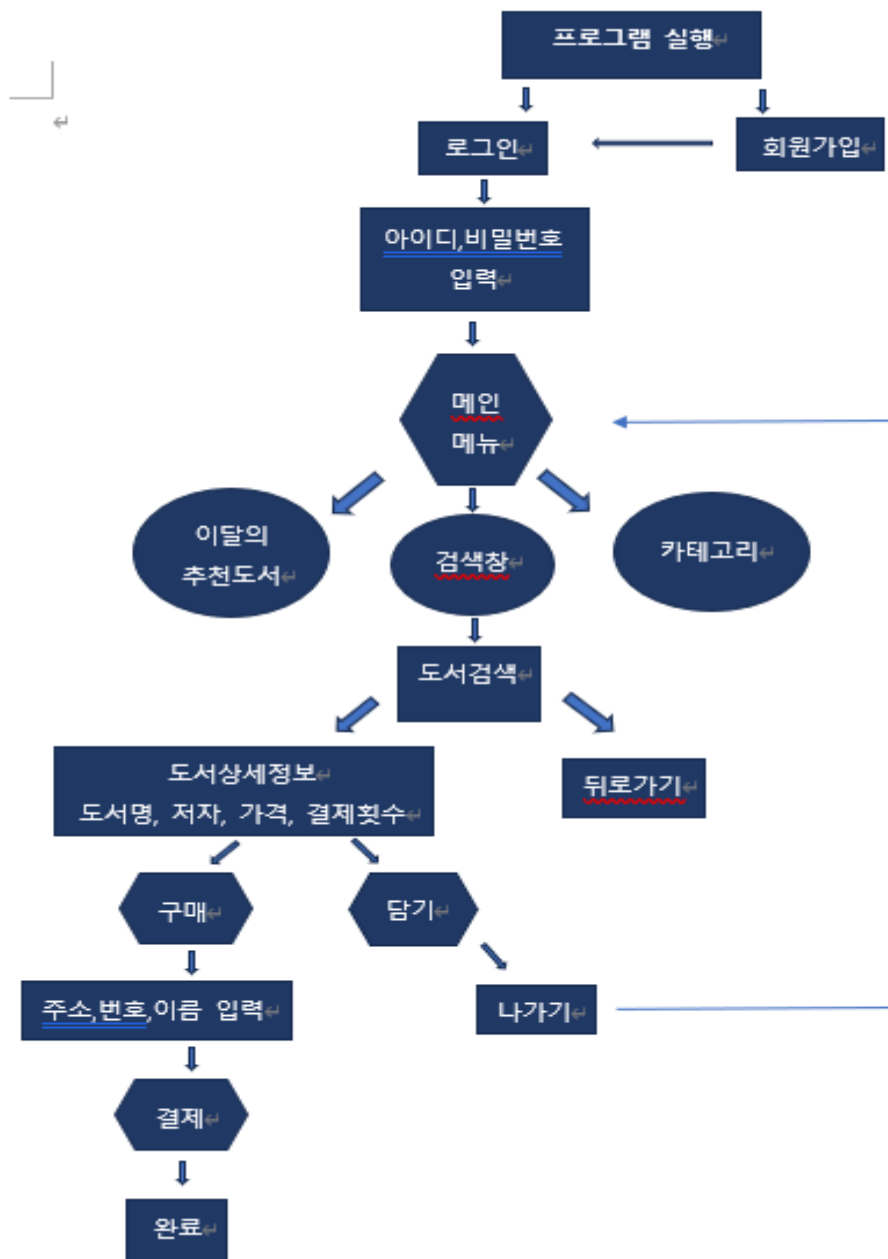 프로그램 실행
로그인
회원가입
아이디,비밀번호
입력
메인
메뉴
이달의
추천도서
검색창
카테고리
도서검색
도서상세정보
도서명, 저자, 가격, 결제횟수
뒤로가기
구매
담기
주소,번호,이름 입력
나가기
결제
완료